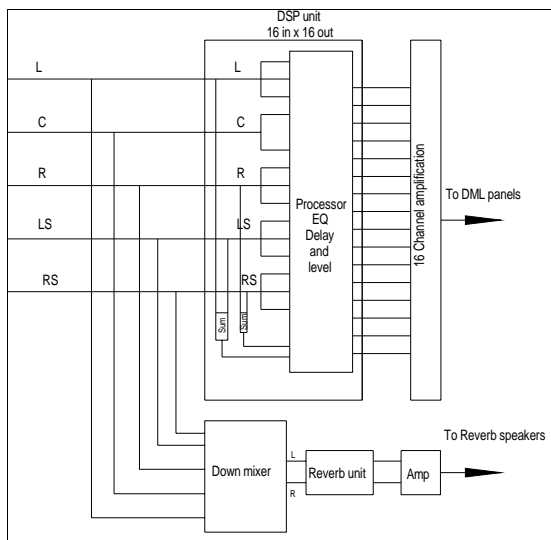 DSP unit
16 in x 16 out
L
L
C
C
R
R
LS
LS
RS
RS
Processor
EQ
Delay
and
level
Sum
Sum
16 Channel amplification
To DML panels
Down mixer
L
R
Reverb unit
Amp
To Reverb speakers